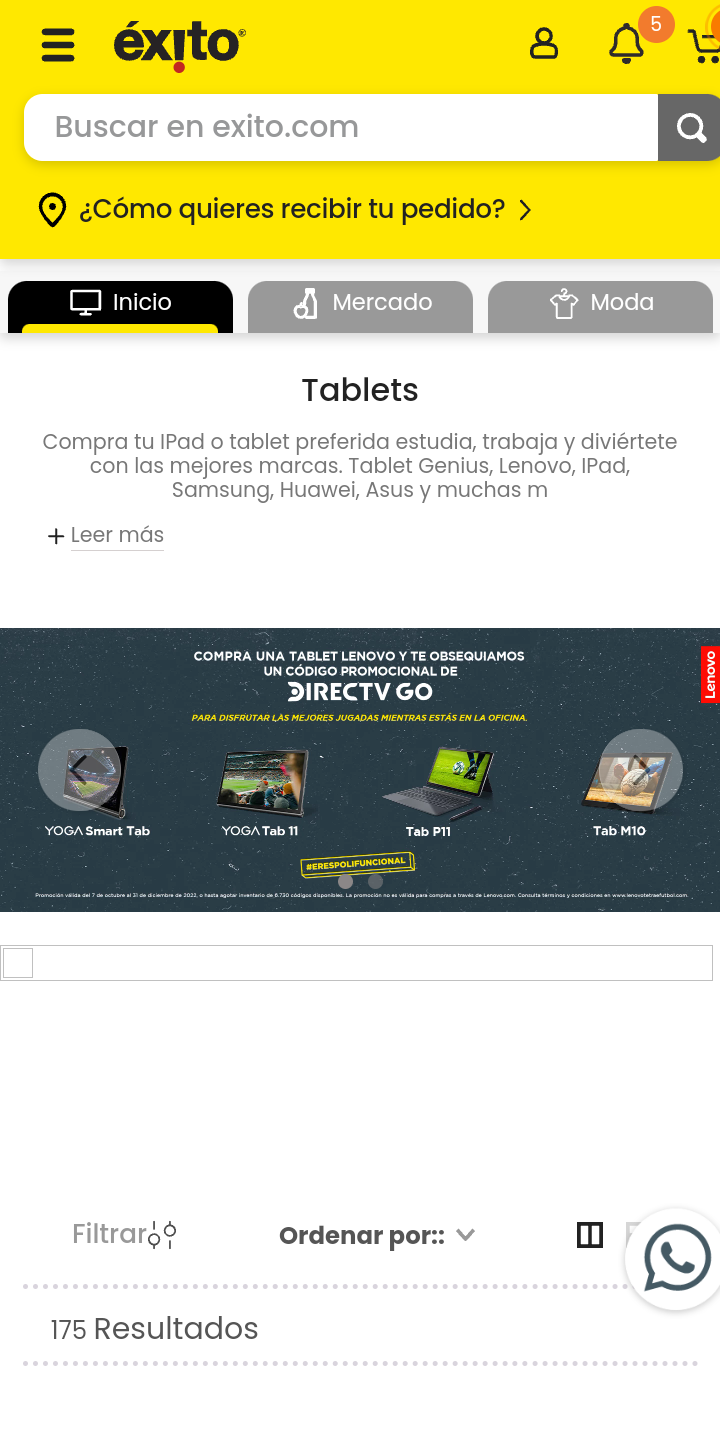 éxito®
5
Buscar en exito.com
¿Cómo quieres recibir tu pedido?
Inicio
Mercado
Moda
Tablets
Compra tu IPad o tablet preferida estudia, trabaja y diviértete
con las mejores marcas. Tablet Genius, Lenovo, IPad,
Samsung, Huawei, Asus y muchas m
Leer más
COMPRA UNA TABLET LENOVO Y TE OBSEQUIAMOS
UN CÓDIGO PROMOCIONAL DE
DIRECTV GO
Lenovo
PARA DISFRUTAR LAS MEJORES JUGADAS MIENTRAS ESTÁS EN LA OFICINA.
YOGA Smart Tab
YOGA Tab 11
Tab P11
Tab M10
#ERESPOLIFUNCIONAL
Promoción válida del 7 de octubre al 31 de diciembre de 2022, o hasta agotar inventario de 6.730 códigos disponibles. La promoción no es válida para compras a través de Lenovo.com. Consulta términos y condiciones en www.lenovotetraefutbol.com.
Filtrar
Ordenar por::
175 Resultados